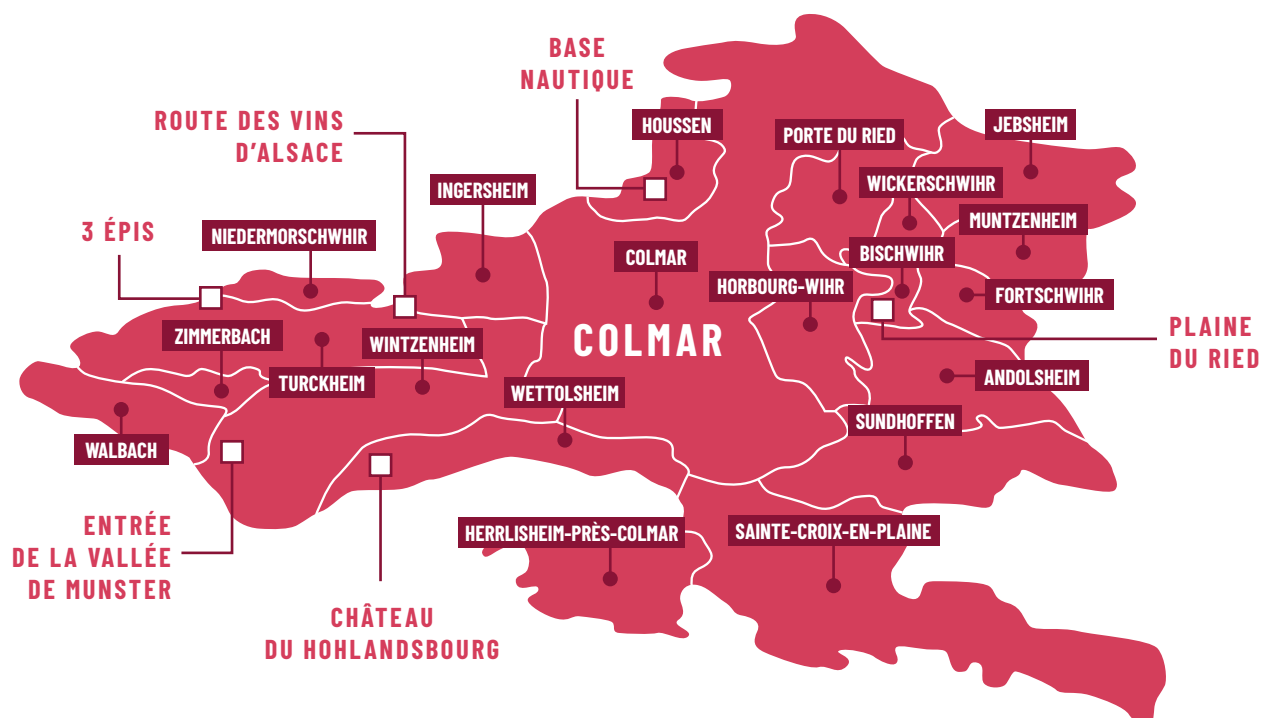 BASE
NAUTIQUE
ROUTE DES VINS
D'ALSACE
HOUSSEN
PORTE DU RIED
JEBSHEIM
INGERSHEIM
WICKERSCHWIHR
3 ÉPIS
NIEDERMORSCHWHIR
MUNTZENHEIM
COLMAR
BISCHWIHR
HORBOURG-WIHR
FORTSCHWIHR
ZIMMERBACH
WINTZENHEIM
COLMAR
PLAINE
DU RIED
TURCKHEIM
WETTOLSHEIM
ANDOLSHEIM
WALBACH
SUNDHOFFEN
ENTRÉE
DE LA VALLÉE
DE MUNSTER
HERRLISHEIM-PRÈS-COLMAR
SAINTE-CROIX-EN-PLAINE
CHÂTEAU
DU HOHLANDSBOURG